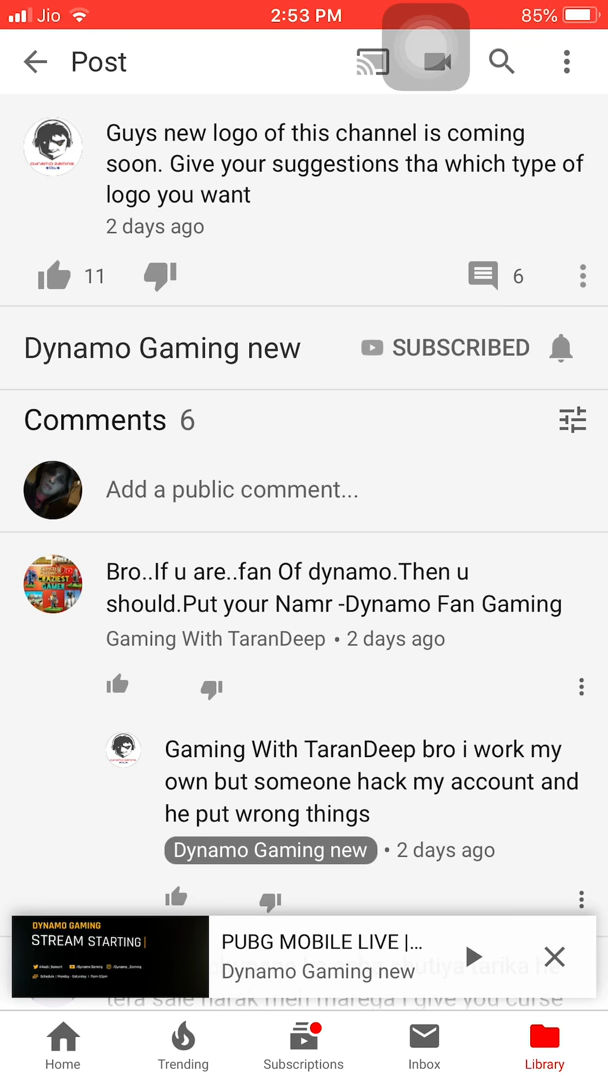 Jio 2:53 PM 85%
Post
Guys new logo of this channel is coming
soon. Give your suggestions tha which type of
logo you want
2 days ago
11 6
Dynamo Gaming new SUBSCRIBED
Comments 6
Add a public comment...
Bro..If u are..fan Of dynamo.Then u
should.Put your Namr -Dynamo Fan Gaming
Gaming With TaranDeep • 2 days ago
Gaming With TaranDeep bro i work my
own but someone hack my account and
he put wrong things
Dynamo Gaming new • 2 days ago
DYNAMO GAMING
STREAM STARTING
PUBG MOBILE LIVE |...
Dynamo Gaming new
tera sale narak meh marega i give you curse
Home Trending Subscriptions Inbox Library